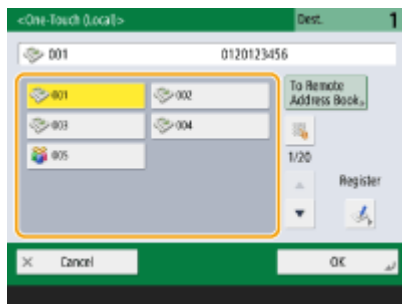 <One-Touch (Local)>
Dest. 1
001 0120123456
001 002
003 004
005
To Remote
Address Book
1/20
Register
Cancel
OK